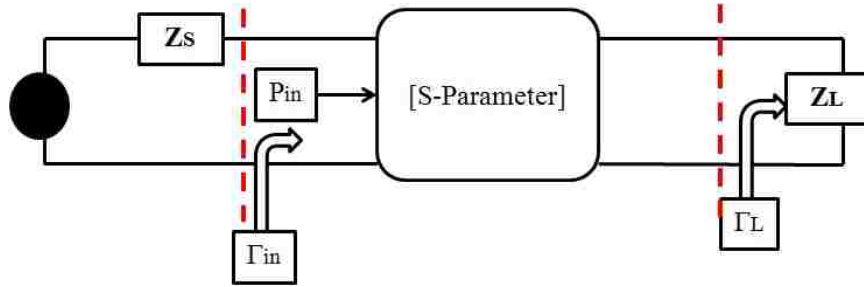 ZS
Pin
[S-Parameter]
ZL
Γin
ΓL